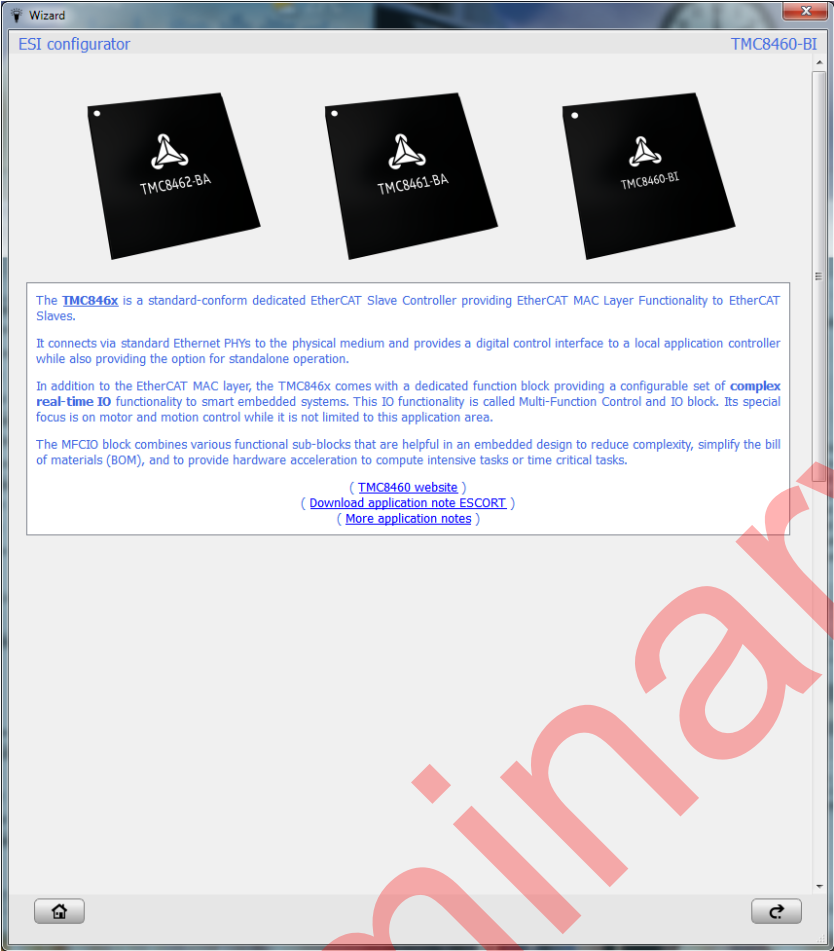 Wizard
ESI configurator TMC8460-BI
TMC8462-BA TMC8461-BA TMC8460-BI
The TMC846x is a standard-conform dedicated EtherCAT Slave Controller providing EtherCAT MAC Layer Functionality to EtherCAT
Slaves.
It connects via standard Ethernet PHYs to the physical medium and provides a digital control interface to a local application controller
while also providing the option for standalone operation.
In addition to the EtherCAT MAC layer, the TMC846x comes with a dedicated function block providing a configurable set of complex
real-time IO functionality to smart embedded systems. This IO functionality is called Multi-Function Control and IO block. Its special
focus is on motor and motion control while it is not limited to this application area.
The MFCIO block combines various functional sub-blocks that are helpful in an embedded design to reduce complexity, simplify the bill
of materials (BOM), and to provide hardware acceleration to compute intensive tasks or time critical tasks.
( TMC8460 website )
( Download application note ESCORT )
( More application notes )
minar